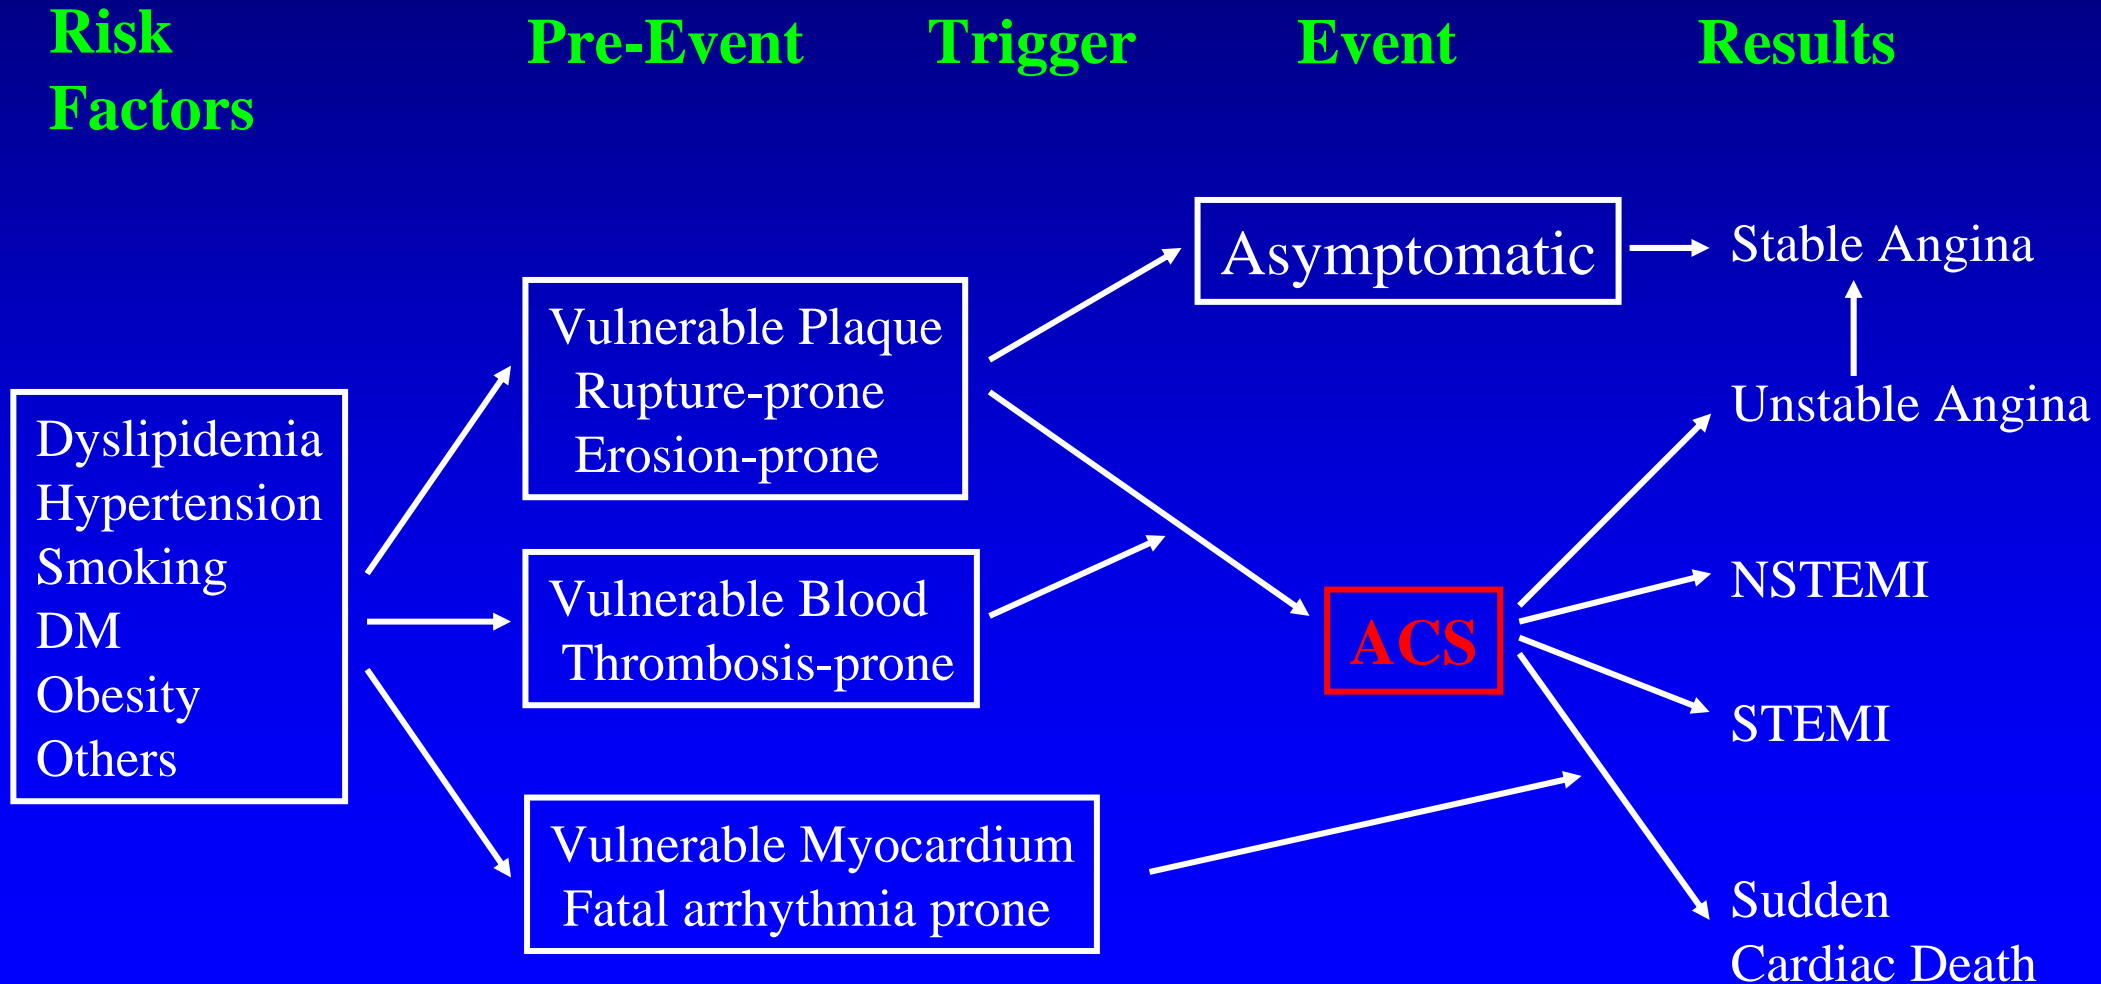 Risk
Factors
Pre-Event
Trigger
Event
Results
Dyslipidemia
Hypertension
Smoking
DM
Obesity
Others
Vulnerable Plaque
Rupture-prone
Erosion-prone
Vulnerable Blood
Thrombosis-prone
Vulnerable Myocardium
Fatal arrhythmia prone
Asymptomatic
ACS
Stable Angina
Unstable Angina
NSTEMI
STEMI
Sudden
Cardiac Death